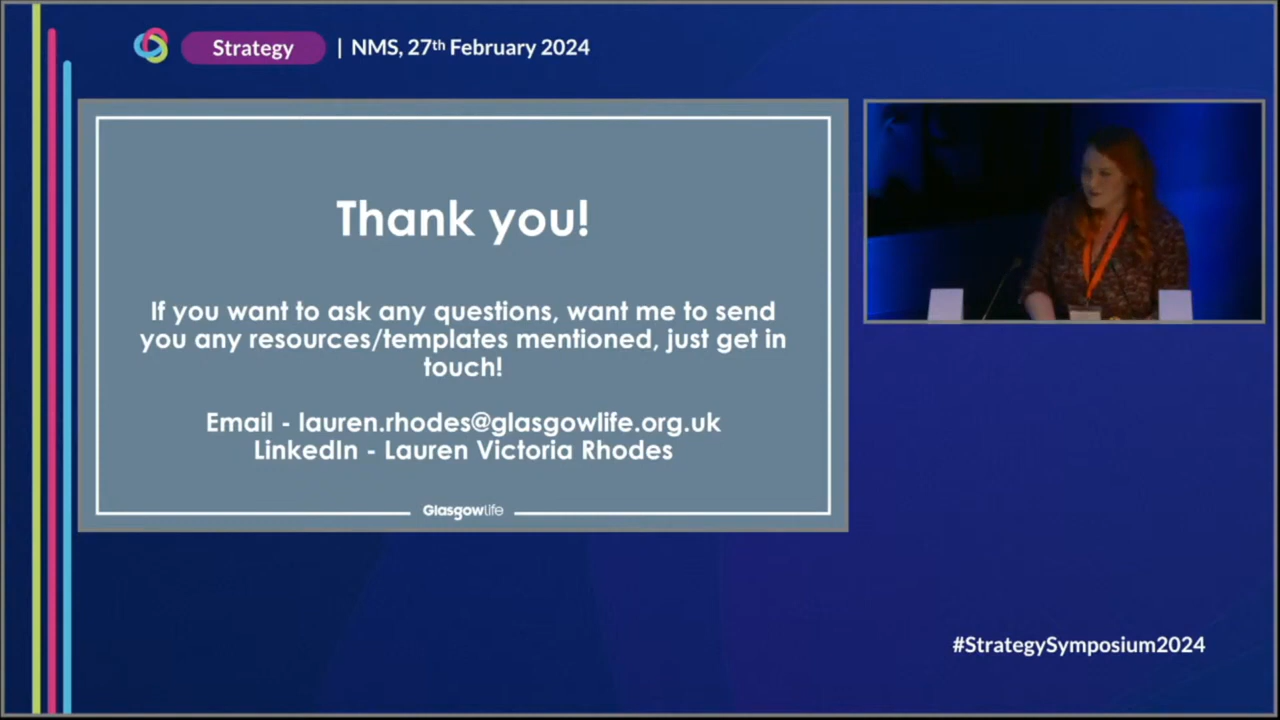 Strategy | NMS, 27th February 2024
Thank you!
If you want to ask any questions, want me to send
you any resources/templates mentioned, just get in
touch!
Email - lauren.rhodes@glasgowlife.org.uk
LinkedIn - Lauren Victoria Rhodes
Glasgowlife
#StrategySymposium2024